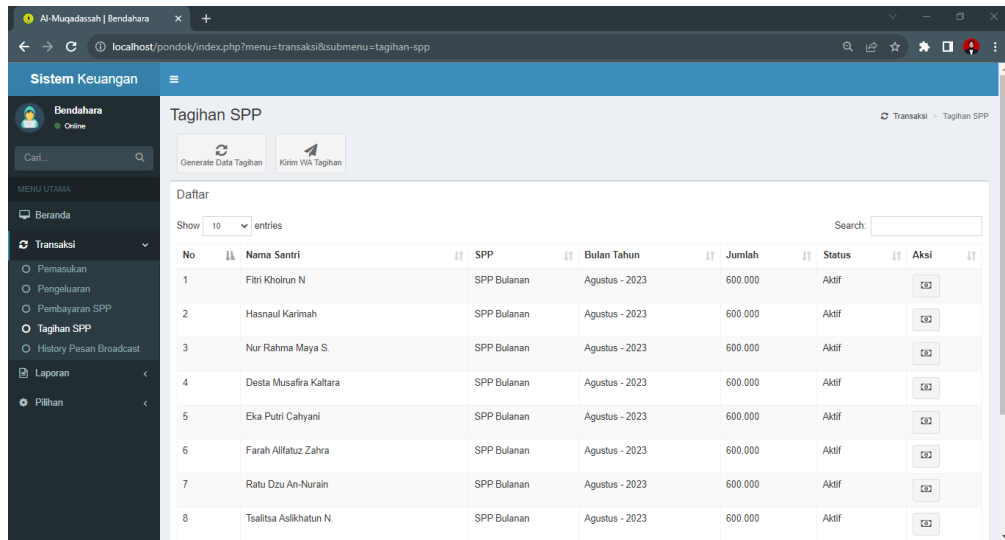 Al-Muqadassah | Bendahara
localhost/pondok/index.php?menu=transaksi&submenu=tagihan-spp
Sistem Keuangan
Bendahara
Online
Cari...
MENU UTAMA
Beranda
Transaksi
Pemasukan
Pengeluaran
Pembayaran SPP
Tagihan SPP
History Pesan Broadcast
Laporan
Pilihan
Tagihan SPP
Transaksi > Tagihan SPP
Generate Data Tagihan Kirim WA Tagihan
Daftar
Show 10 entries Search:
No Nama Santri SPP Bulan Tahun Jumlah Status Aksi
1 Fitri Khoirun N SPP Bulanan Agustus - 2023 600.000 Aktif
2 Hasnaul Karimah SPP Bulanan Agustus - 2023 600.000 Aktif
3 Nur Rahma Maya S. SPP Bulanan Agustus - 2023 600.000 Aktif
4 Desta Musafira Kaltara SPP Bulanan Agustus - 2023 600.000 Aktif
5 Eka Putri Cahyani SPP Bulanan Agustus - 2023 600.000 Aktif
6 Farah Alifatuz Zahra SPP Bulanan Agustus - 2023 600.000 Aktif
7 Ratu Dzu An-Nurain SPP Bulanan Agustus - 2023 600.000 Aktif
8 Tsalitsa Aslikhatun N. SPP Bulanan Agustus - 2023 600.000 Aktif